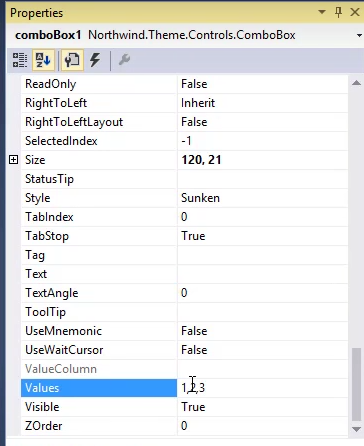 Properties
comboBox1 Northwind.Theme.Controls.ComboBox
ReadOnly False
RightToLeft Inherit
RightToLeftLayout False
SelectedIndex -1
Size 120, 21
StatusTip
Style Sunken
TabIndex 0
TabStop True
Tag
Text
TextAngle 0
ToolTip
UseMnemonic False
UseWaitCursor False
ValueColumn
Values 1,2,3
Visible True
ZOrder 0